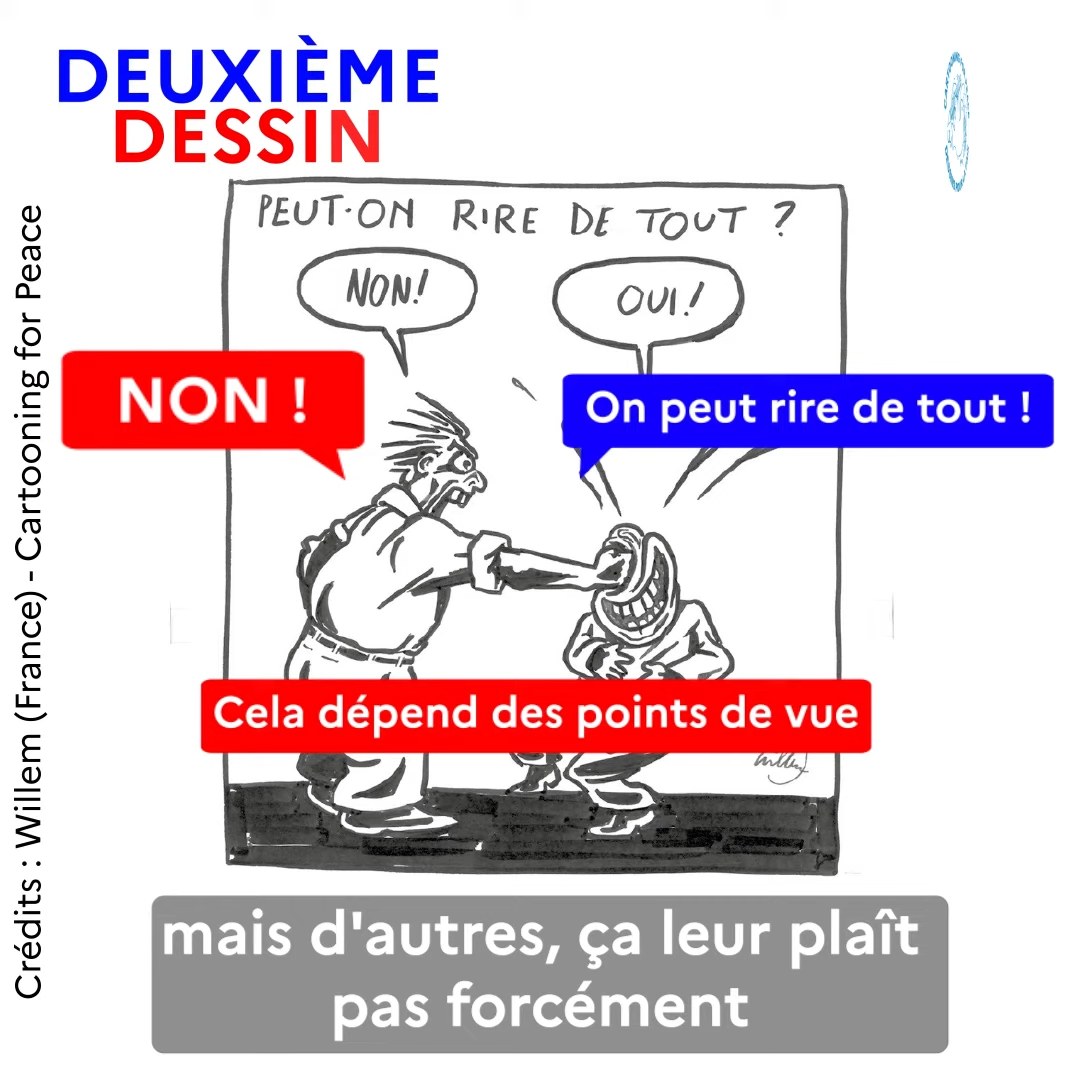 DEUXIÈME
DESSIN
Crédits : Willem (France) - Cartooning for Peace
PEUT-ON RIRE DE TOUT ?
NON!
OUI!
NON !
On peut rire de tout !
Cela dépend des points de vue
Willem
mais d'autres, ça leur plaît
pas forcément